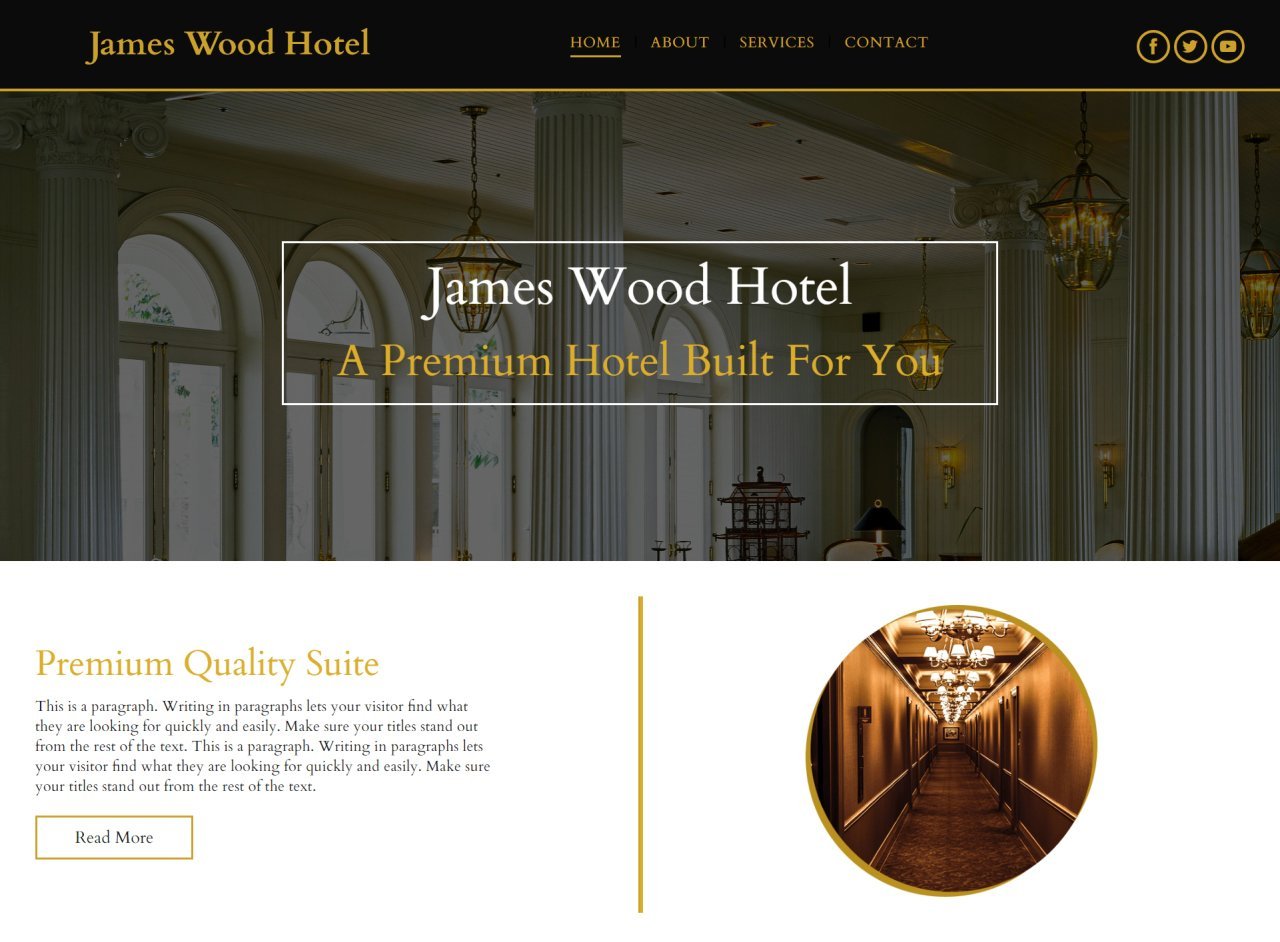 James Wood Hotel
HOME ABOUT SERVICES CONTACT
James Wood Hotel
A Premium Hotel Built For You
Premium Quality Suite
This is a paragraph. Writing in paragraphs lets your visitor find what
they are looking for quickly and easily. Make sure your titles stand out
from the rest of the text. This is a paragraph. Writing in paragraphs lets
your visitor find what they are looking for quickly and easily. Make sure
your titles stand out from the rest of the text.
Read More